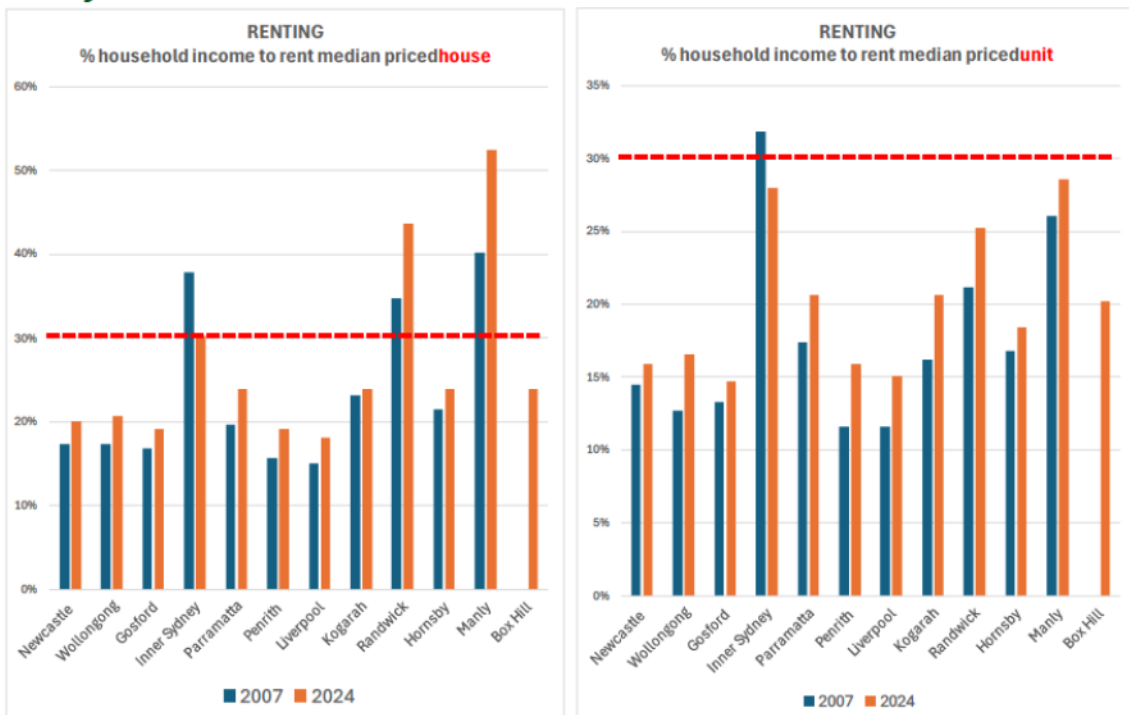 RENTING
% household income to rent median pricedhouse
60%
50%
40%
30%
20%
10%
0%
Newcastle
Wollongong
Gosford
Inner Sydney
Parramatta
Penrith
Liverpool
Kogarah
Randwick
Hornsby
Manly
Box Hill
2007 2024
RENTING
% household income to rent median pricedunit
35%
30%
25%
20%
15%
10%
5%
0%
Newcastle
Wollongong
Gosford
Inner Sydney
Parramatta
Penrith
Liverpool
Kogarah
Randwick
Hornsby
Manly
Box Hill
2007 2024